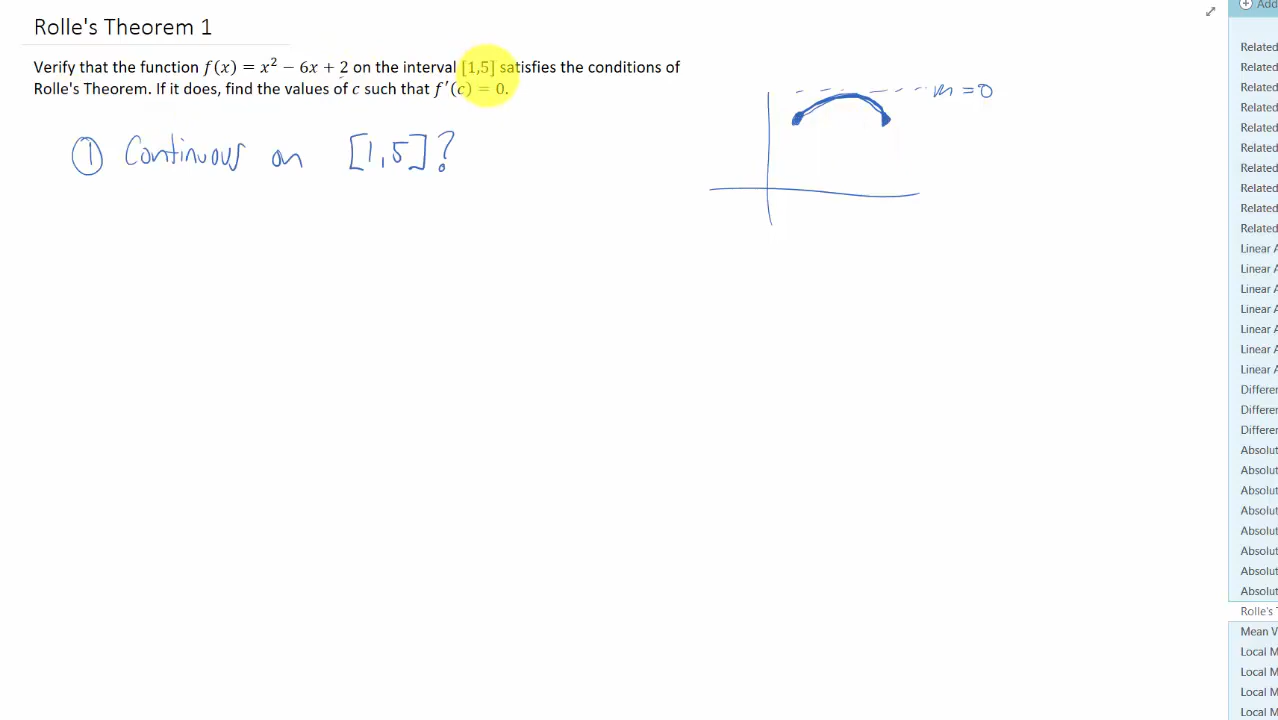 Add
Rolle's Theorem 1
Verify that the function f(x) = x² − 6x + 2 on the interval [1,5] satisfies the conditions of
Rolle's Theorem. If it does, find the values of c such that f′(c) = 0.
m = 0
① Continuous on [1,5]?
Related
Related
Related
Related
Related
Related
Related
Related
Related
Related
Linear A
Linear A
Linear A
Linear A
Linear A
Linear A
Linear A
Differen
Differen
Differen
Absolut
Absolut
Absolut
Absolut
Absolut
Absolut
Absolut
Absolut
Rolle's T
Mean V
Local M
Local M
Local M
Local M